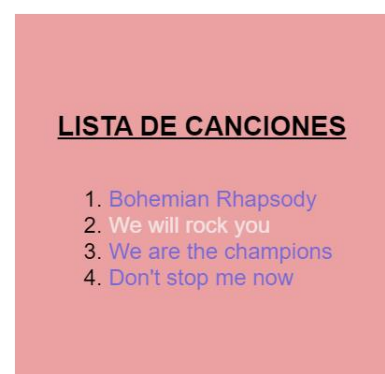 LISTA DE CANCIONES
1. Bohemian Rhapsody
2. We will rock you
3. We are the champions
4. Don't stop me now